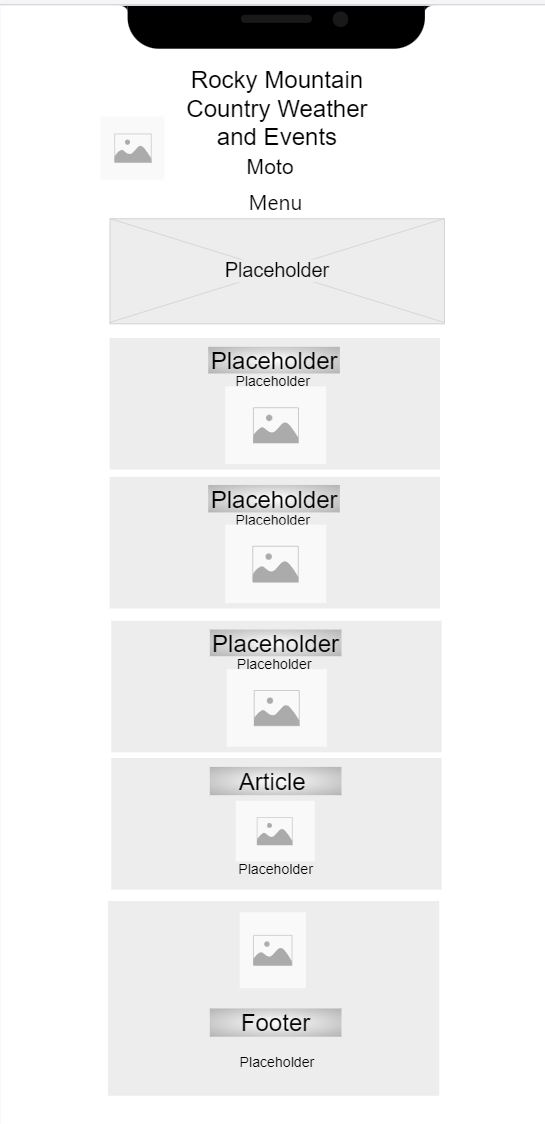 Rocky Mountain
Country Weather
and Events
Moto
Menu
Placeholder
Placeholder
Placeholder
Placeholder
Placeholder
Placeholder
Placeholder
Article
Placeholder
Footer
Placeholder